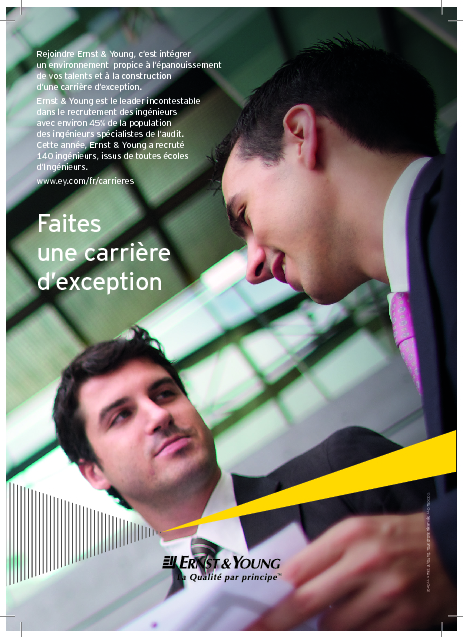 Rejoindre Ernst & Young, c'est intégrer
un environnement propice à l'épanouissement
de vos talents et à la construction
d'une carrière d'exception.
Ernst & Young est le leader incontestable
dans le recrutement des ingénieurs
avec environ 45% de la population
des ingénieurs spécialistes de l'audit.
Cette année, Ernst & Young a recruté
140 ingénieurs, issus de toutes écoles
d'Ingénieurs.
www.ey.com/fr/carrieres
Faites
une carrière
d'exception
ERNST & YOUNG
La Qualité par principe